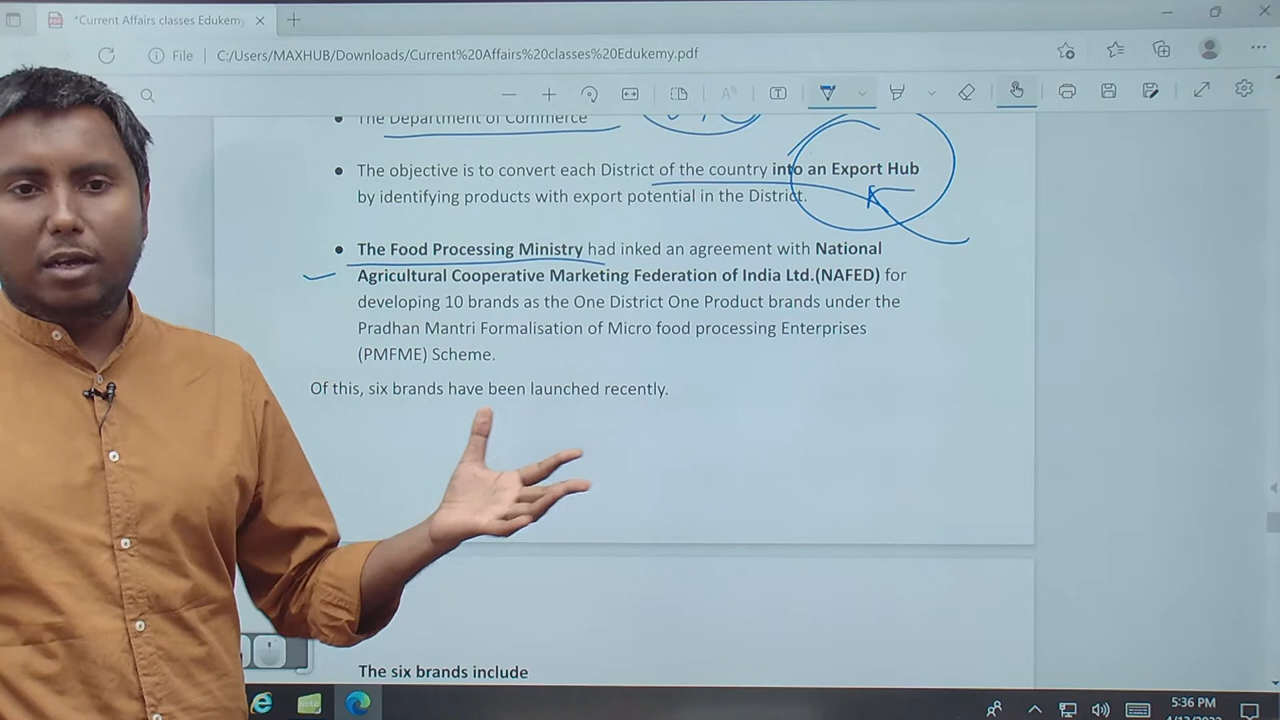 *Current Affairs classes Edukemy
File C:/Users/MAXHUB/Downloads/Current%20Affairs%20classes%20Edukemy.pdf
The Department of Commerce
The objective is to convert each District of the country into an Export Hub
by identifying products with export potential in the District.
The Food Processing Ministry had inked an agreement with National
Agricultural Cooperative Marketing Federation of India Ltd.(NAFED) for
developing 10 brands as the One District One Product brands under the
Pradhan Mantri Formalisation of Micro food processing Enterprises
(PMFME) Scheme.
Of this, six brands have been launched recently.
The six brands include
5:36 PM